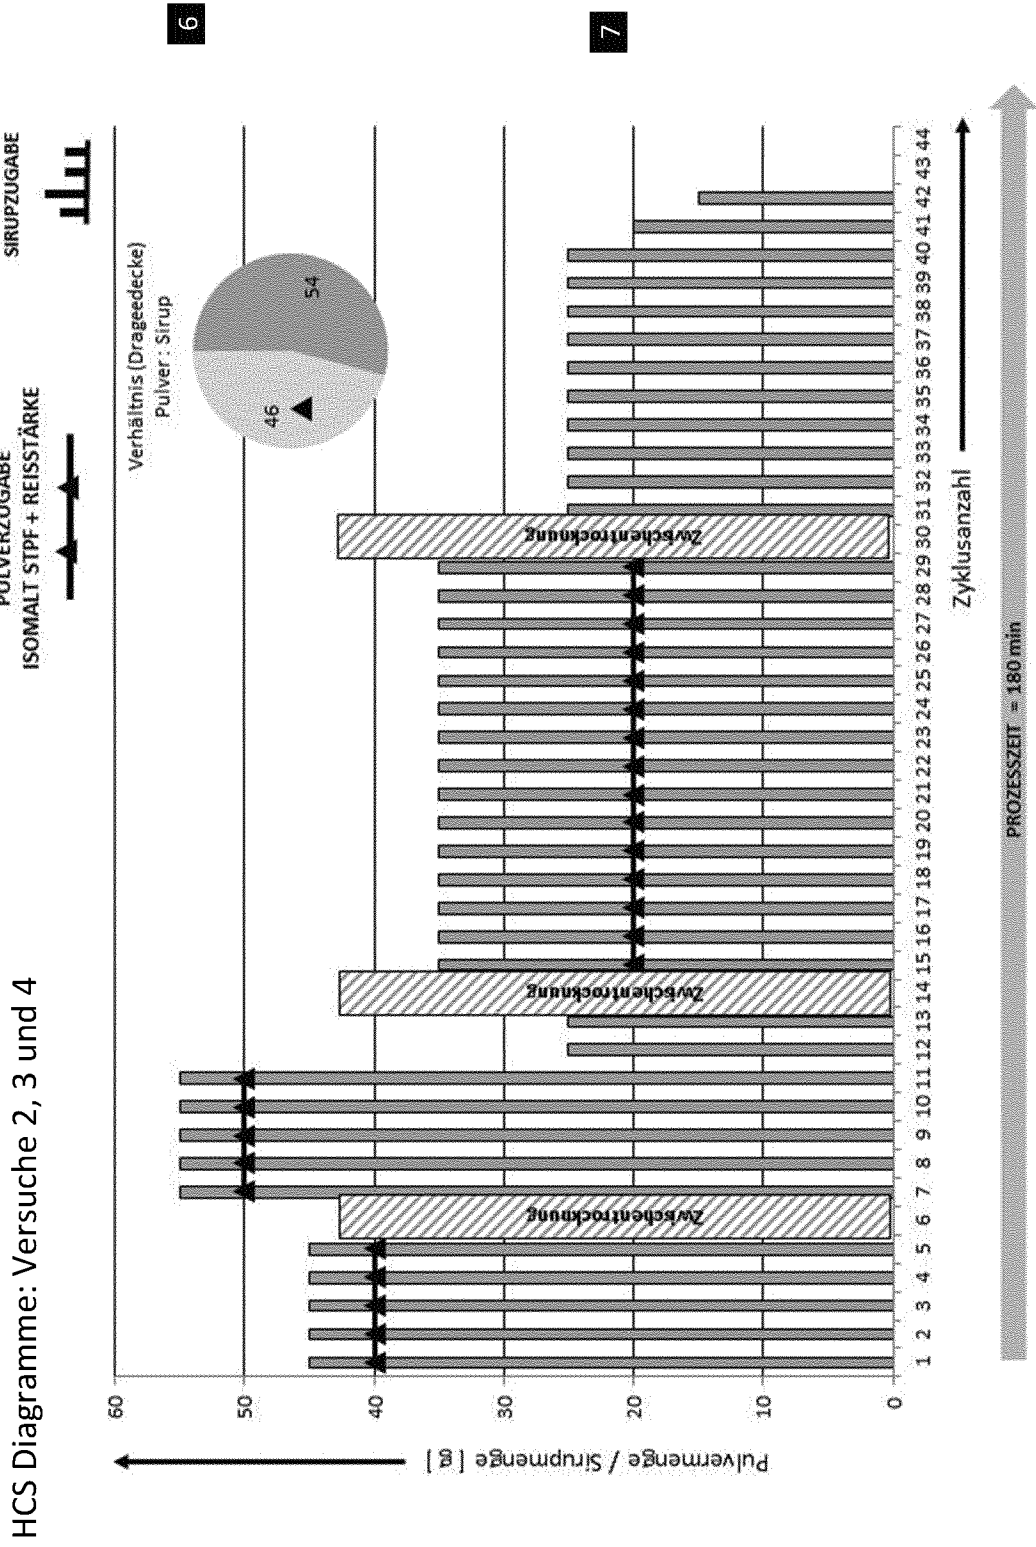 HCS Diagramme: Versuche 2, 3 und 4
PULVERZUGABE
ISOMALT STPF + REISSTÄRKE
SIRUPZUGABE
6
7
Verhältnis (Drageedecke)
Pulver : Sirup
46
54
Pulvermenge / Sirupmenge [ g ]
60
50
40
30
20
10
0
Zwischentrocknung
Zwischentrocknung
Zwischentrocknung
1 2 3 4 5 6 7 8 9 10 11 12 13 14 15 16 17 18 19 20 21 22 23 24 25 26 27 28 29 30 31 32 33 34 35 36 37 38 39 40 41 42 43 44
Zyklusanzahl
PROZESSZEIT = 180 min